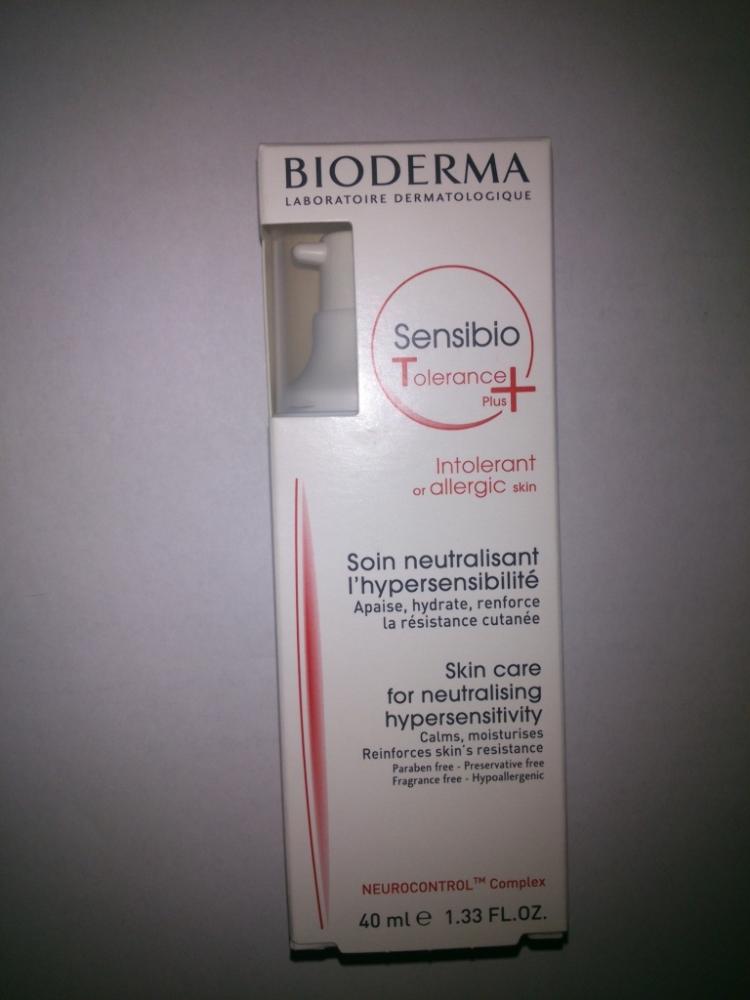 BIODERMA
LABORATOIRE DERMATOLOGIQUE
Sensibio
Tolerance+
Plus
Intolerant
or allergic skin
Soin neutralisant
l'hypersensibilité
Apaise, hydrate, renforce
la résistance cutanée
Skin care
for neutralising
hypersensitivity
Calms, moisturises
Reinforces skin's resistance
Paraben free - Preservative free
Fragrance free - Hypoallergenic
NEUROCONTROL™ Complex
40 ml ℮ 1.33 FL.OZ.